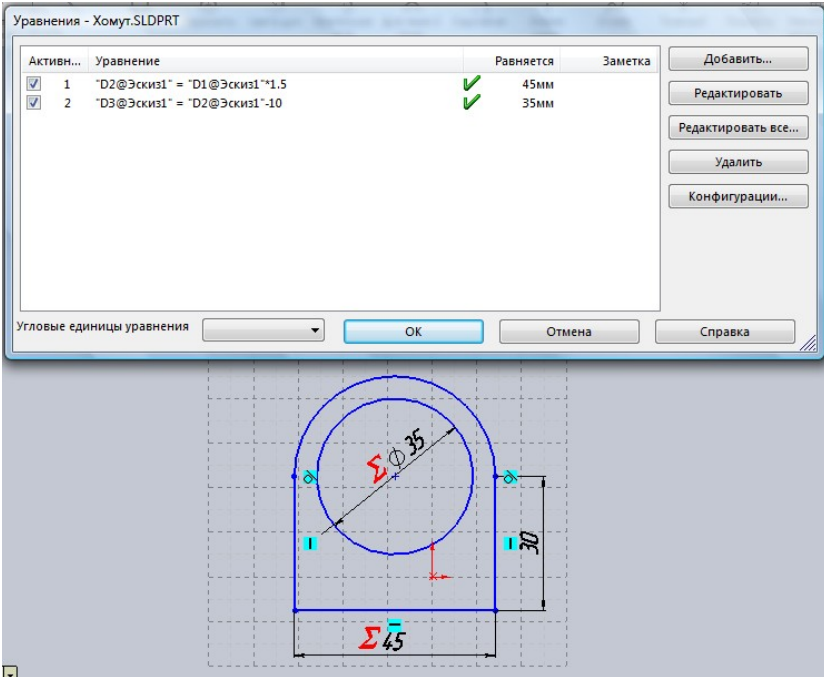 Уравнения - Хомут.SLDPRT
Активн... Уравнение Равняется Заметка
1 "D2@Эскиз1" = "D1@Эскиз1"*1.5 45мм
2 "D3@Эскиз1" = "D2@Эскиз1"-10 35мм
Добавить...
Редактировать
Редактировать все...
Удалить
Конфигурации...
Угловые единицы уравнения
ОК
Отмена
Справка
Σ ϕ 35
30
Σ 45